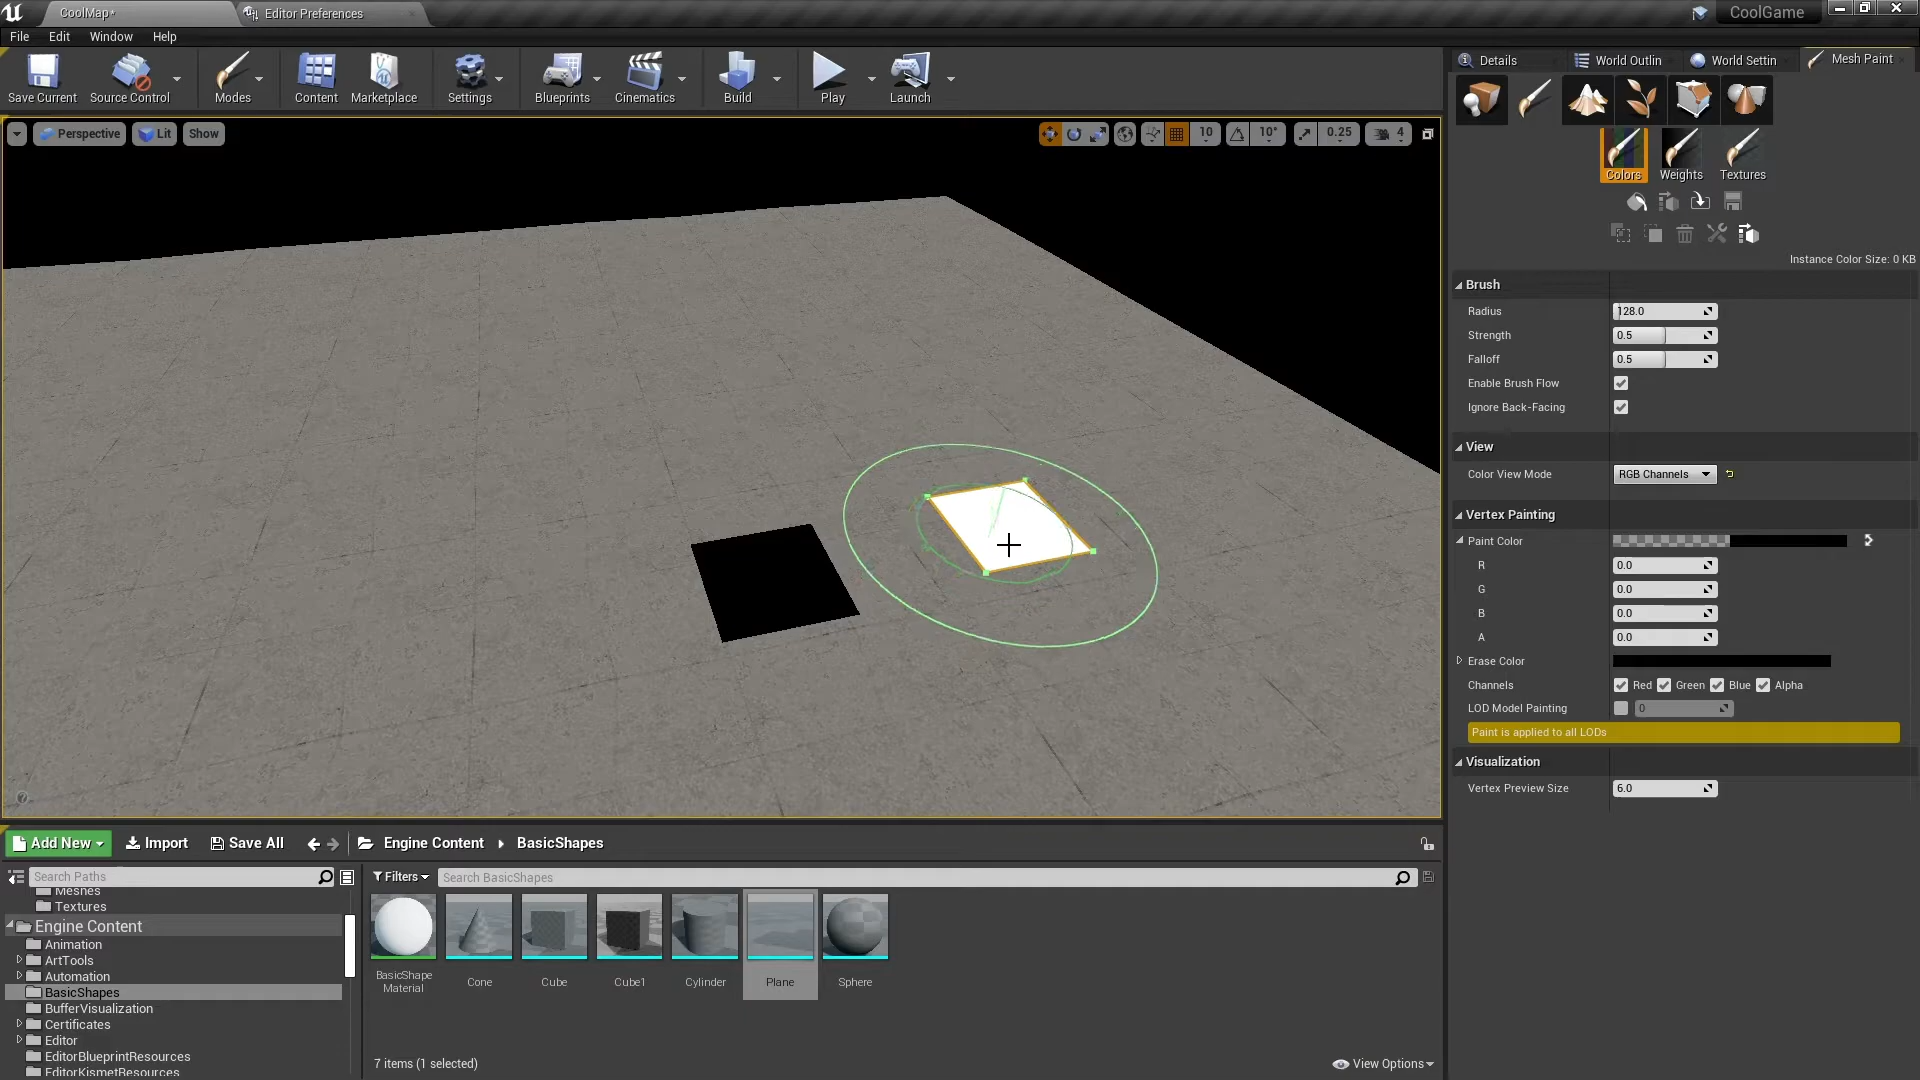 CoolMap*
Editor Preferences
CoolGame
File Edit Window Help
Save Current
Source Control
Modes
Content
Marketplace
Settings
Blueprints
Cinematics
Build
Play
Launch
Perspective
Lit
Show
10
10°
0.25
4
Details
World Outlin
World Settin
Mesh Paint
Colors
Weights
Textures
Instance Color Size: 0 KB
Brush
Radius 128.0
Strength 0.5
Falloff 0.5
Enable Brush Flow
Ignore Back-Facing
View
Color View Mode RGB Channels
Vertex Painting
Paint Color
R 0.0
G 0.0
B 0.0
A 0.0
Erase Color
Channels Red Green Blue Alpha
LOD Model Painting 0
Paint is applied to all LODs
Visualization
Vertex Preview Size 6.0
Add New Import Save All Engine Content BasicShapes
Search Paths
Meshes
Textures
Engine Content
Animation
ArtTools
Automation
BasicShapes
BufferVisualization
Certificates
Editor
EditorBlueprintResources
EditorKismetResources
Filters Search BasicShapes
BasicShape
Material
Cone
Cube
Cube1
Cylinder
Plane
Sphere
7 items (1 selected)
View Options